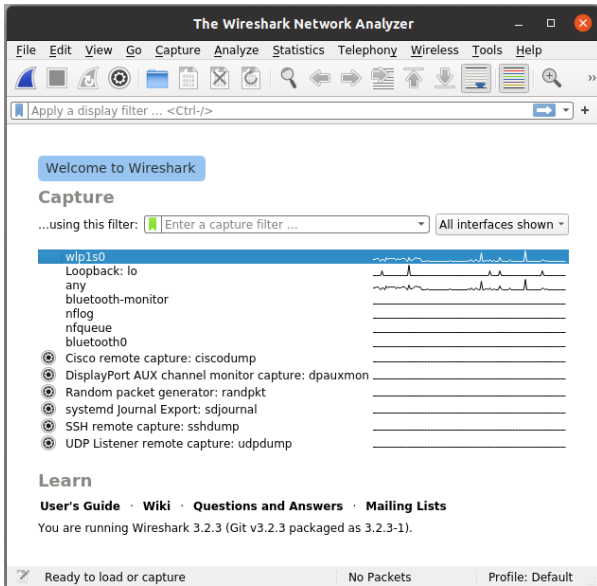 The Wireshark Network Analyzer
File Edit View Go Capture Analyze Statistics Telephony Wireless Tools Help
»
Apply a display filter ... <Ctrl-/>
+
Welcome to Wireshark
Capture
...using this filter: Enter a capture filter ... All interfaces shown
wlp1s0
Loopback: lo
any
bluetooth-monitor
nflog
nfqueue
bluetooth0
Cisco remote capture: ciscodump
DisplayPort AUX channel monitor capture: dpauxmon
Random packet generator: randpkt
systemd Journal Export: sdjournal
SSH remote capture: sshdump
UDP Listener remote capture: udpdump
Learn
User's Guide · Wiki · Questions and Answers · Mailing Lists
You are running Wireshark 3.2.3 (Git v3.2.3 packaged as 3.2.3-1).
Ready to load or capture No Packets Profile: Default